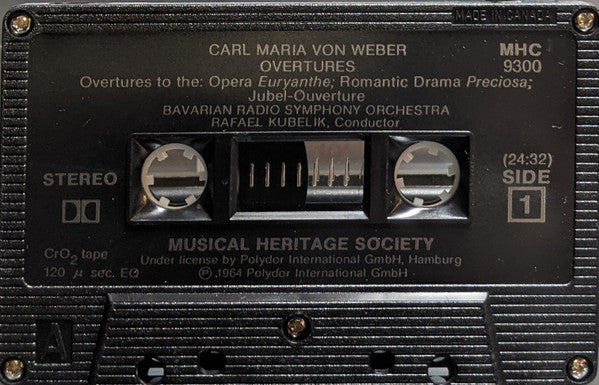 MADE IN CANADA
CARL MARIA VON WEBER
OVERTURES
MHC
9300
Overtures to the: Opera Euryanthe; Romantic Drama Preciosa;
Jubel-Ouverture
BAVARIAN RADIO SYMPHONY ORCHESTRA
RAFAEL KUBELIK, Conductor
STEREO
(24:32)
SIDE
1
MUSICAL HERITAGE SOCIETY
CrO2 tape
120 μ sec. EQ
Under license by Polydor International GmbH, Hamburg
Ⓟ 1964 Polydor International GmbH
A